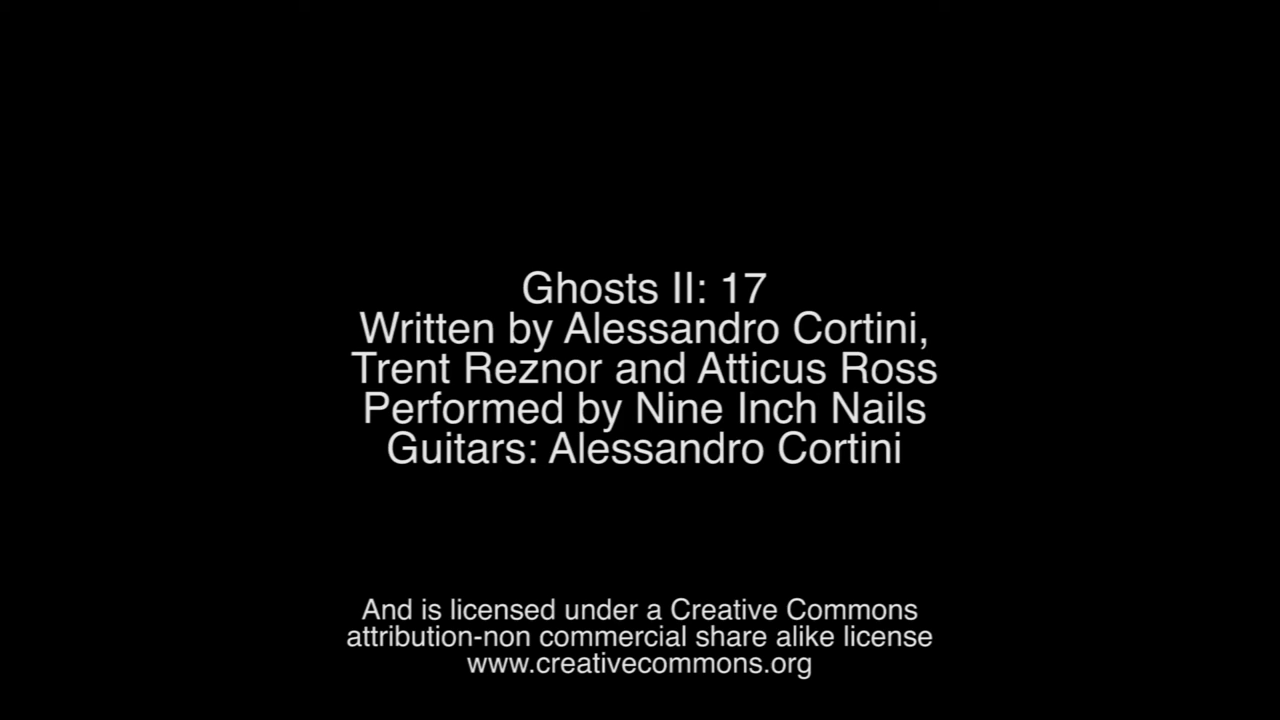 Ghosts II: 17
Written by Alessandro Cortini,
Trent Reznor and Atticus Ross
Performed by Nine Inch Nails
Guitars: Alessandro Cortini
And is licensed under a Creative Commons
attribution-non commercial share alike license
www.creativecommons.org